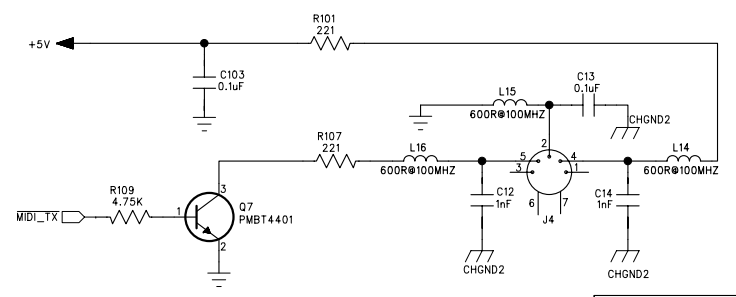 R101
221
+5V
C103
0.1uF
L15
600R@100MHZ
C13
0.1uF
CHGND2
R107
221
L16
600R@100MHZ
2
5
4
3
1
L14
600R@100MHZ
R109
4.75K
3
Q7
PMBT4401
1
2
MIDI_TX
C12
1nF
6
7
J4
C14
1nF
CHGND2
CHGND2